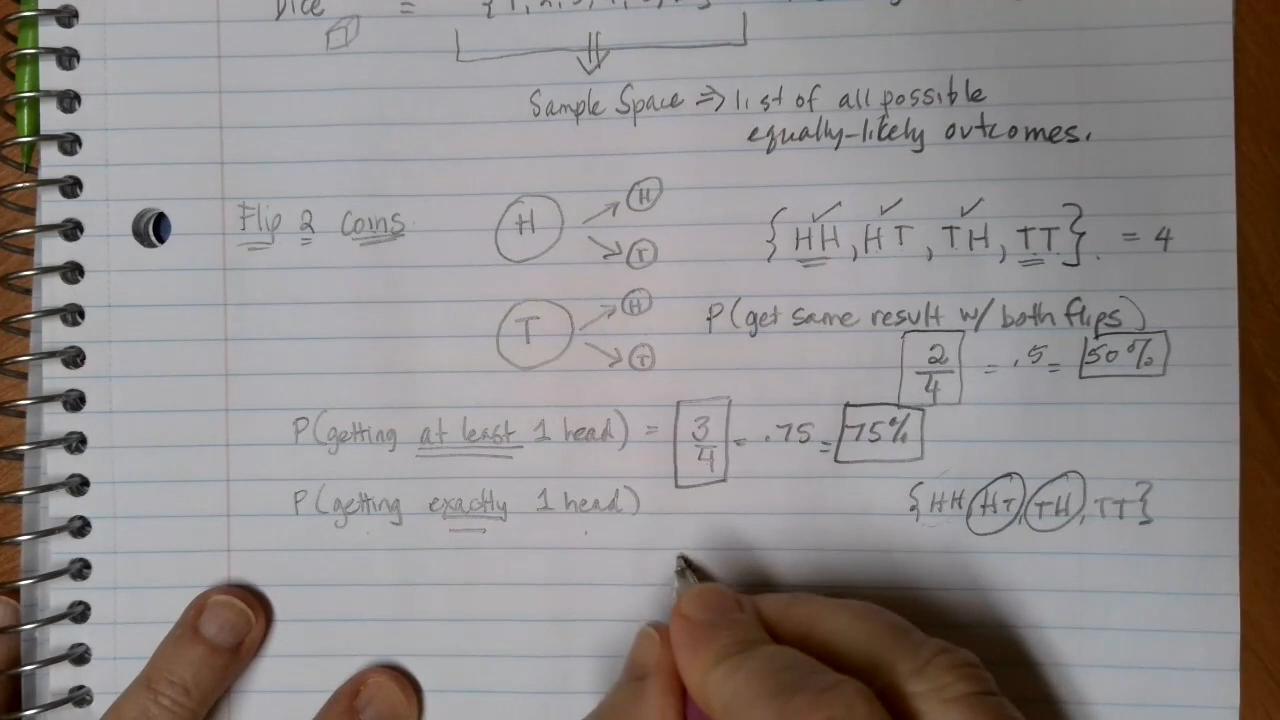 Dice =
Sample Space ⇒ list of all possible
equally-likely outcomes.
Flip 2 Coins
H H T
{HH, HT, TH, TT}. = 4
T H T
P(get same result w/ both flips)
2/4 = .5 = 50%
P(getting at least 1 head) = 3/4 = .75 = 75%
P(getting exactly 1 head) {HH, HT, TH, TT}